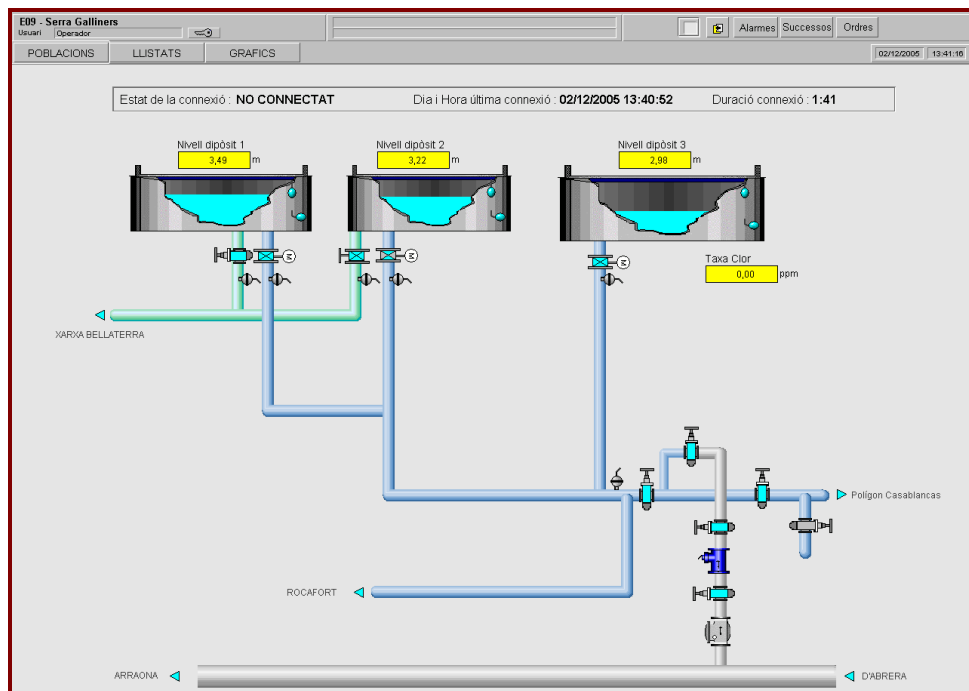 E09 - Serra Galliners
Usuari Operador
Alarmes Successos Ordres
POBLACIONS LLISTATS GRAFICS
02/12/2005 13:41:16
Estat de la connexió : NO CONNECTAT Dia i Hora última connexió : 02/12/2005 13:40:52 Duració connexió : 1:41
Nivell dipòsit 1
3,49 m
Nivell dipòsit 2
3,22 m
Nivell dipòsit 3
2,98 m
M
M
M
Taxa Clor
0,00 ppm
XARXA BELLATERRA
Polígon Casablancas
ROCAFORT
ARRAONA
D'ABRERA